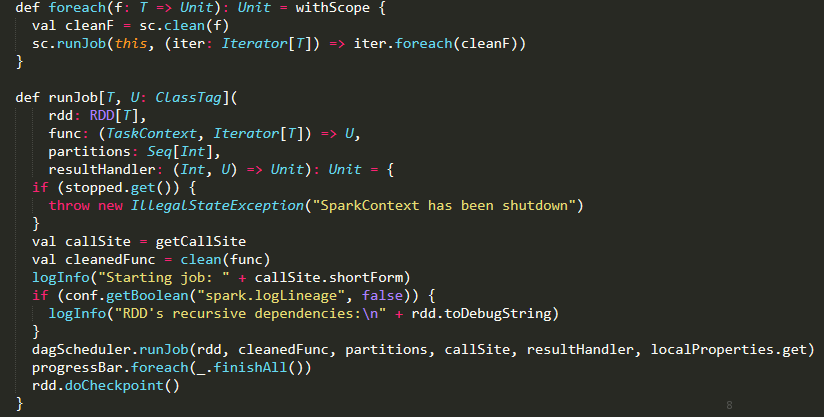 def foreach(f: T => Unit): Unit = withScope {
  val cleanF = sc.clean(f)
  sc.runJob(this, (iter: Iterator[T]) => iter.foreach(cleanF))
}

def runJob[T, U: ClassTag](
    rdd: RDD[T],
    func: (TaskContext, Iterator[T]) => U,
    partitions: Seq[Int],
    resultHandler: (Int, U) => Unit): Unit = {
  if (stopped.get()) {
    throw new IllegalStateException("SparkContext has been shutdown")
  }
  val callSite = getCallSite
  val cleanedFunc = clean(func)
  logInfo("Starting job: " + callSite.shortForm)
  if (conf.getBoolean("spark.logLineage", false)) {
    logInfo("RDD's recursive dependencies:\n" + rdd.toDebugString)
  }
  dagScheduler.runJob(rdd, cleanedFunc, partitions, callSite, resultHandler, localProperties.get)
  progressBar.foreach(_.finishAll())
  rdd.doCheckpoint()
}
8